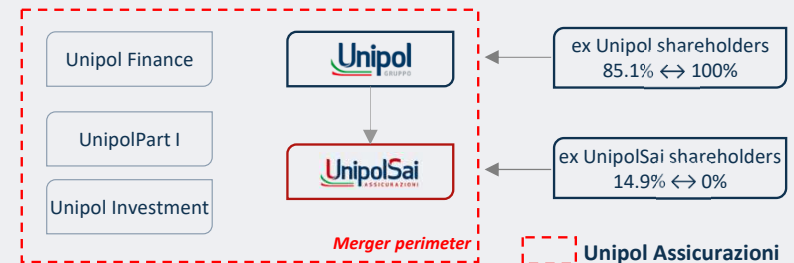 Unipol Finance
Unipol
GRUPPO
ex Unipol shareholders
85.1% ↔ 100%
UnipolPart I
UnipolSai
ASSICURAZIONI
ex UnipolSai shareholders
14.9% ↔ 0%
Unipol Investment
Merger perimeter
Unipol Assicurazioni